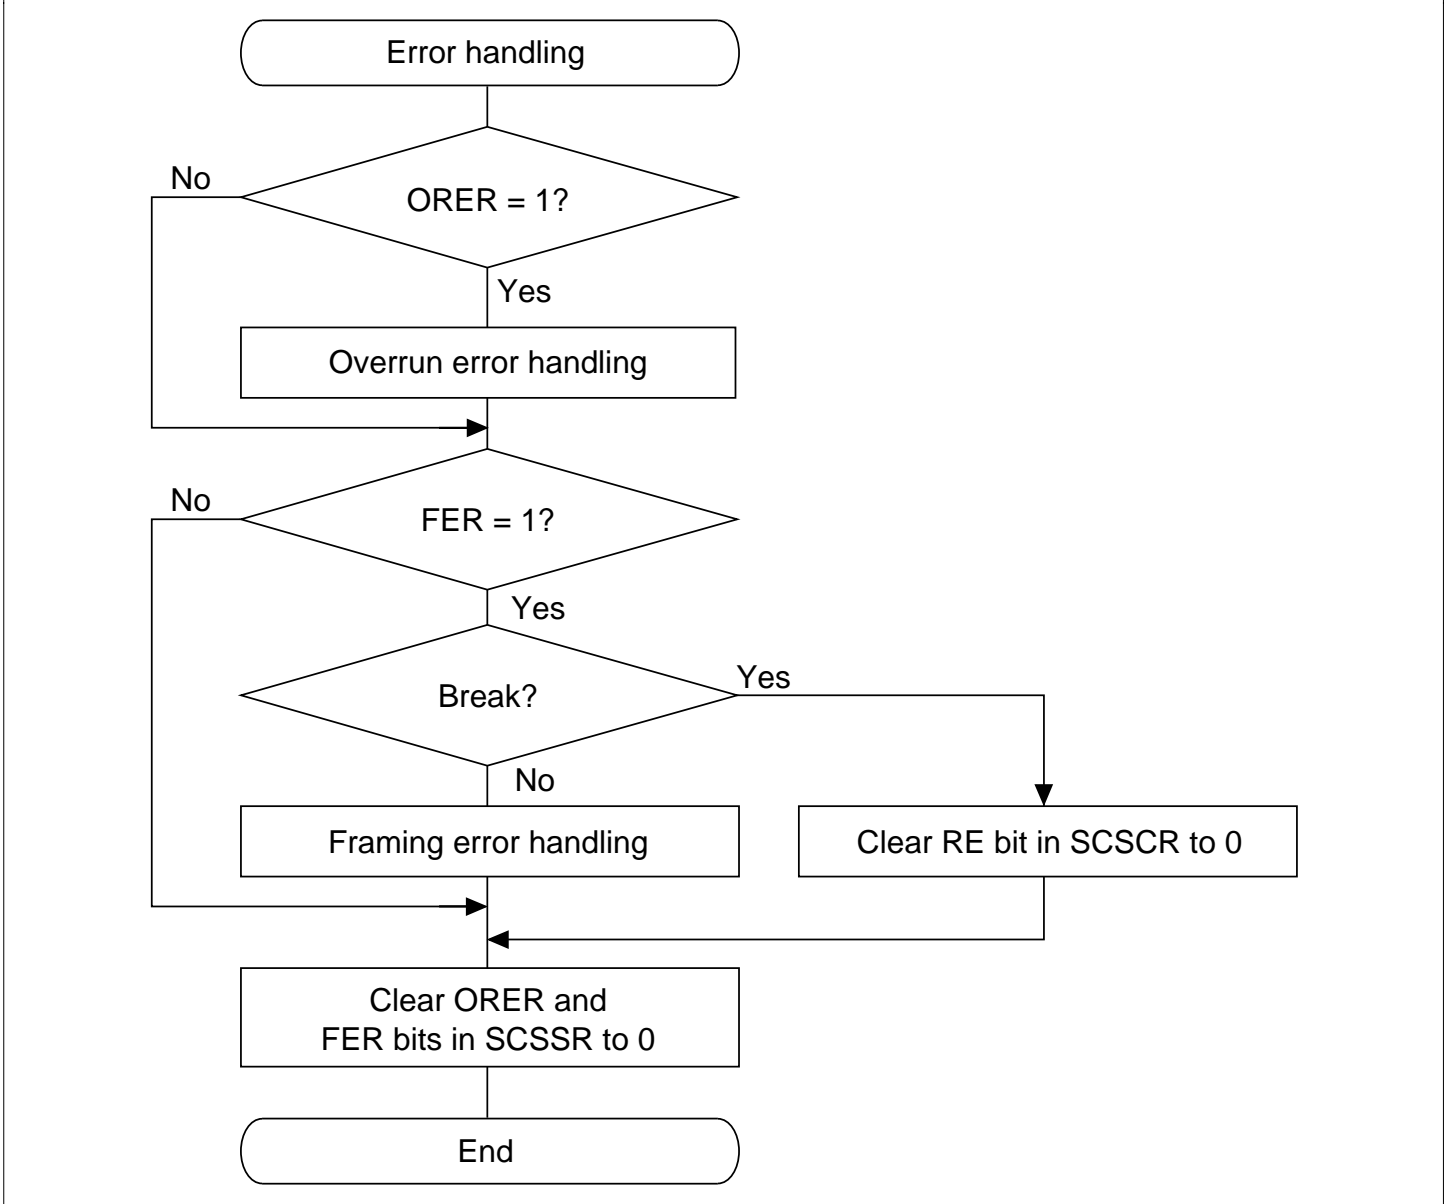 Error handling
No
ORER = 1?
Yes
Overrun error handling
No
FER = 1?
Yes
Break?
Yes
No
Framing error handling
Clear RE bit in SCSCR to 0
Clear ORER and
FER bits in SCSSR to 0
End